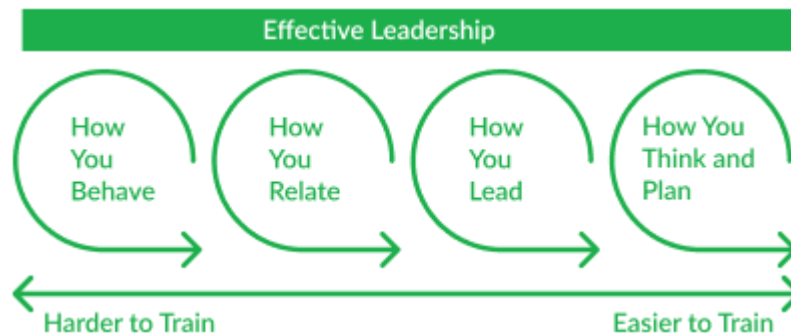 Effective Leadership
How
You
Behave
How
You
Relate
How
You
Lead
How You
Think and
Plan
Harder to Train
Easier to Train